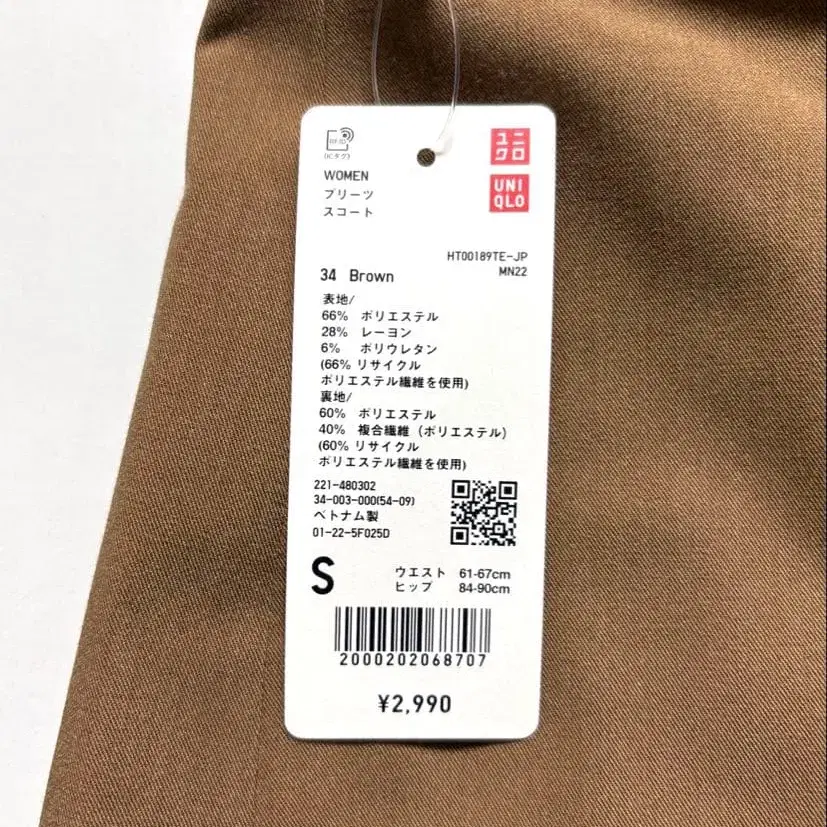 RFID
(ICタグ)
ユニ
クロ
UNI
QLO
WOMEN
プリーツ
スコート
HT00189TE-JP
MN22
34 Brown
表地/
66% ポリエステル
28% レーヨン
6% ポリウレタン
(66% リサイクル
ポリエステル繊維を使用)
裏地/
60% ポリエステル
40% 複合繊維（ポリエステル)
(60% リサイクル
ポリエステル繊維を使用)
221-480302
34-003-000(54-09)
ベトナム製
01-22-5F025D
S
ウエスト 61-67cm
ヒップ 84-90cm
2000202068707
¥2,990